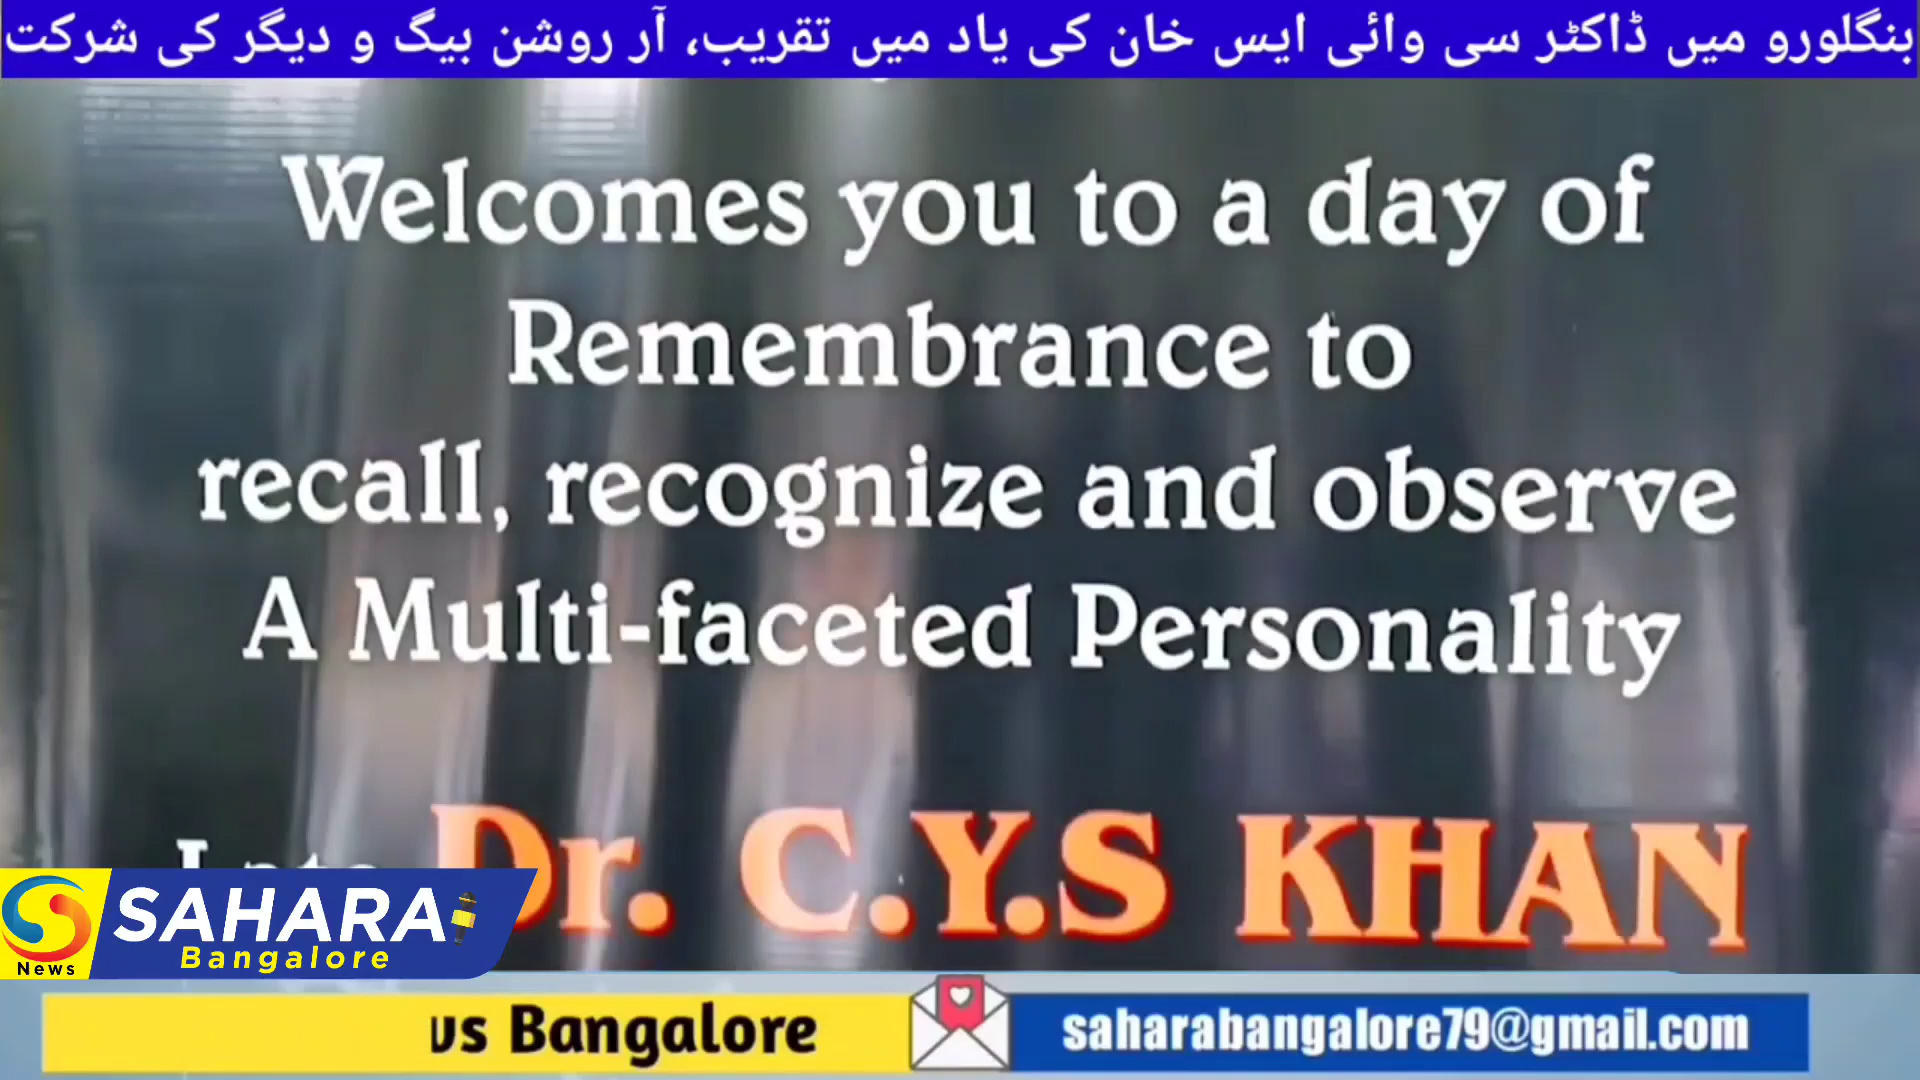 بنگلورو میں ڈاکٹر سی وائی ایس خان کی یاد میں تقریب، آر روشن بیگ و دیگر کی شرکت
Welcomes you to a day of
Remembrance to
recall, recognize and observe
A Multi-faceted Personality
Dr. C.Y.S KHAN
SAHARA
Bangalore
News
Bangalore
saharabangalore79@gmail.com